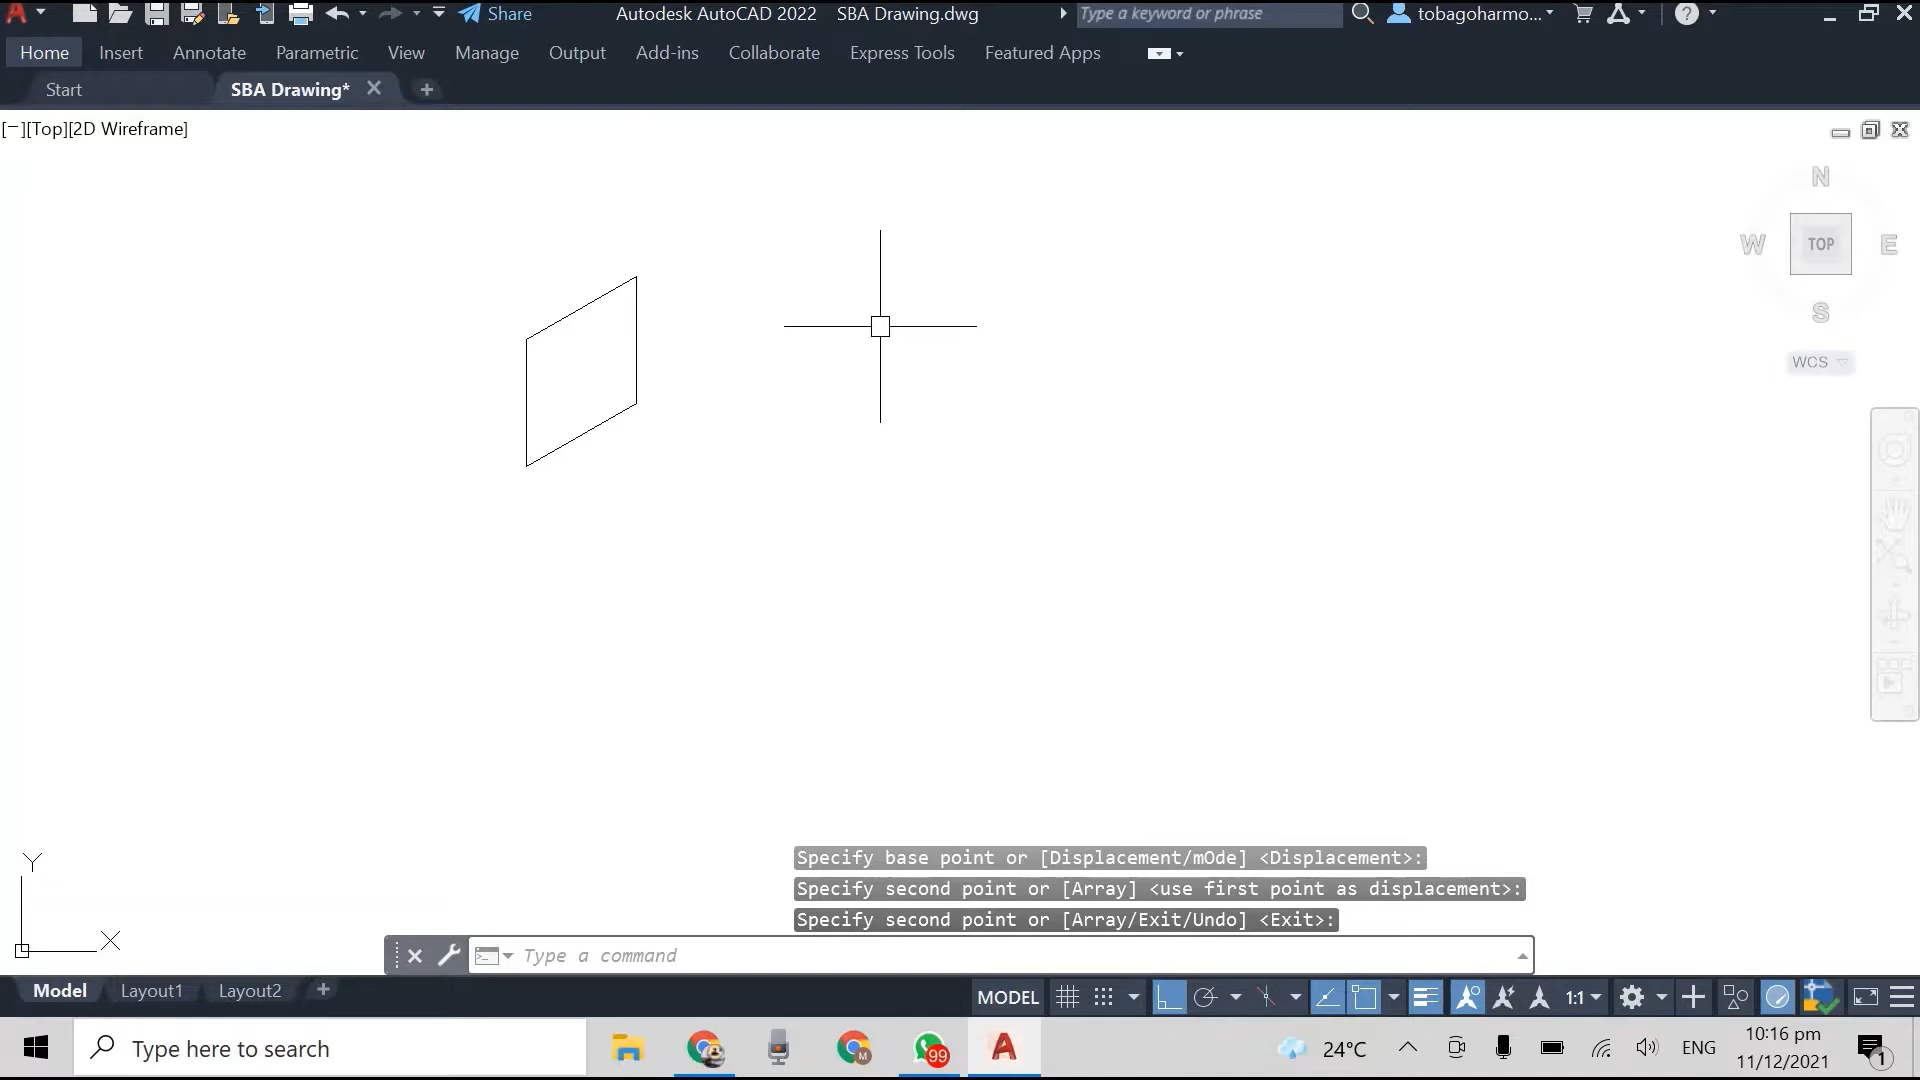 Share Autodesk AutoCAD 2022 SBA Drawing.dwg Type a keyword or phrase tobagoharmo...
Home Insert Annotate Parametric View Manage Output Add-ins Collaborate Express Tools Featured Apps
Start SBA Drawing*
[−][Top][2D Wireframe]
N
W TOP E
S
WCS
Specify base point or [Displacement/mOde] <Displacement>:
Specify second point or [Array] <use first point as displacement>:
Specify second point or [Array/Exit/Undo] <Exit>:
Y
X
Type a command
Model Layout1 Layout2 MODEL 1:1
Type here to search M 99 A 24°C ENG 10:16 pm
11/12/2021 1